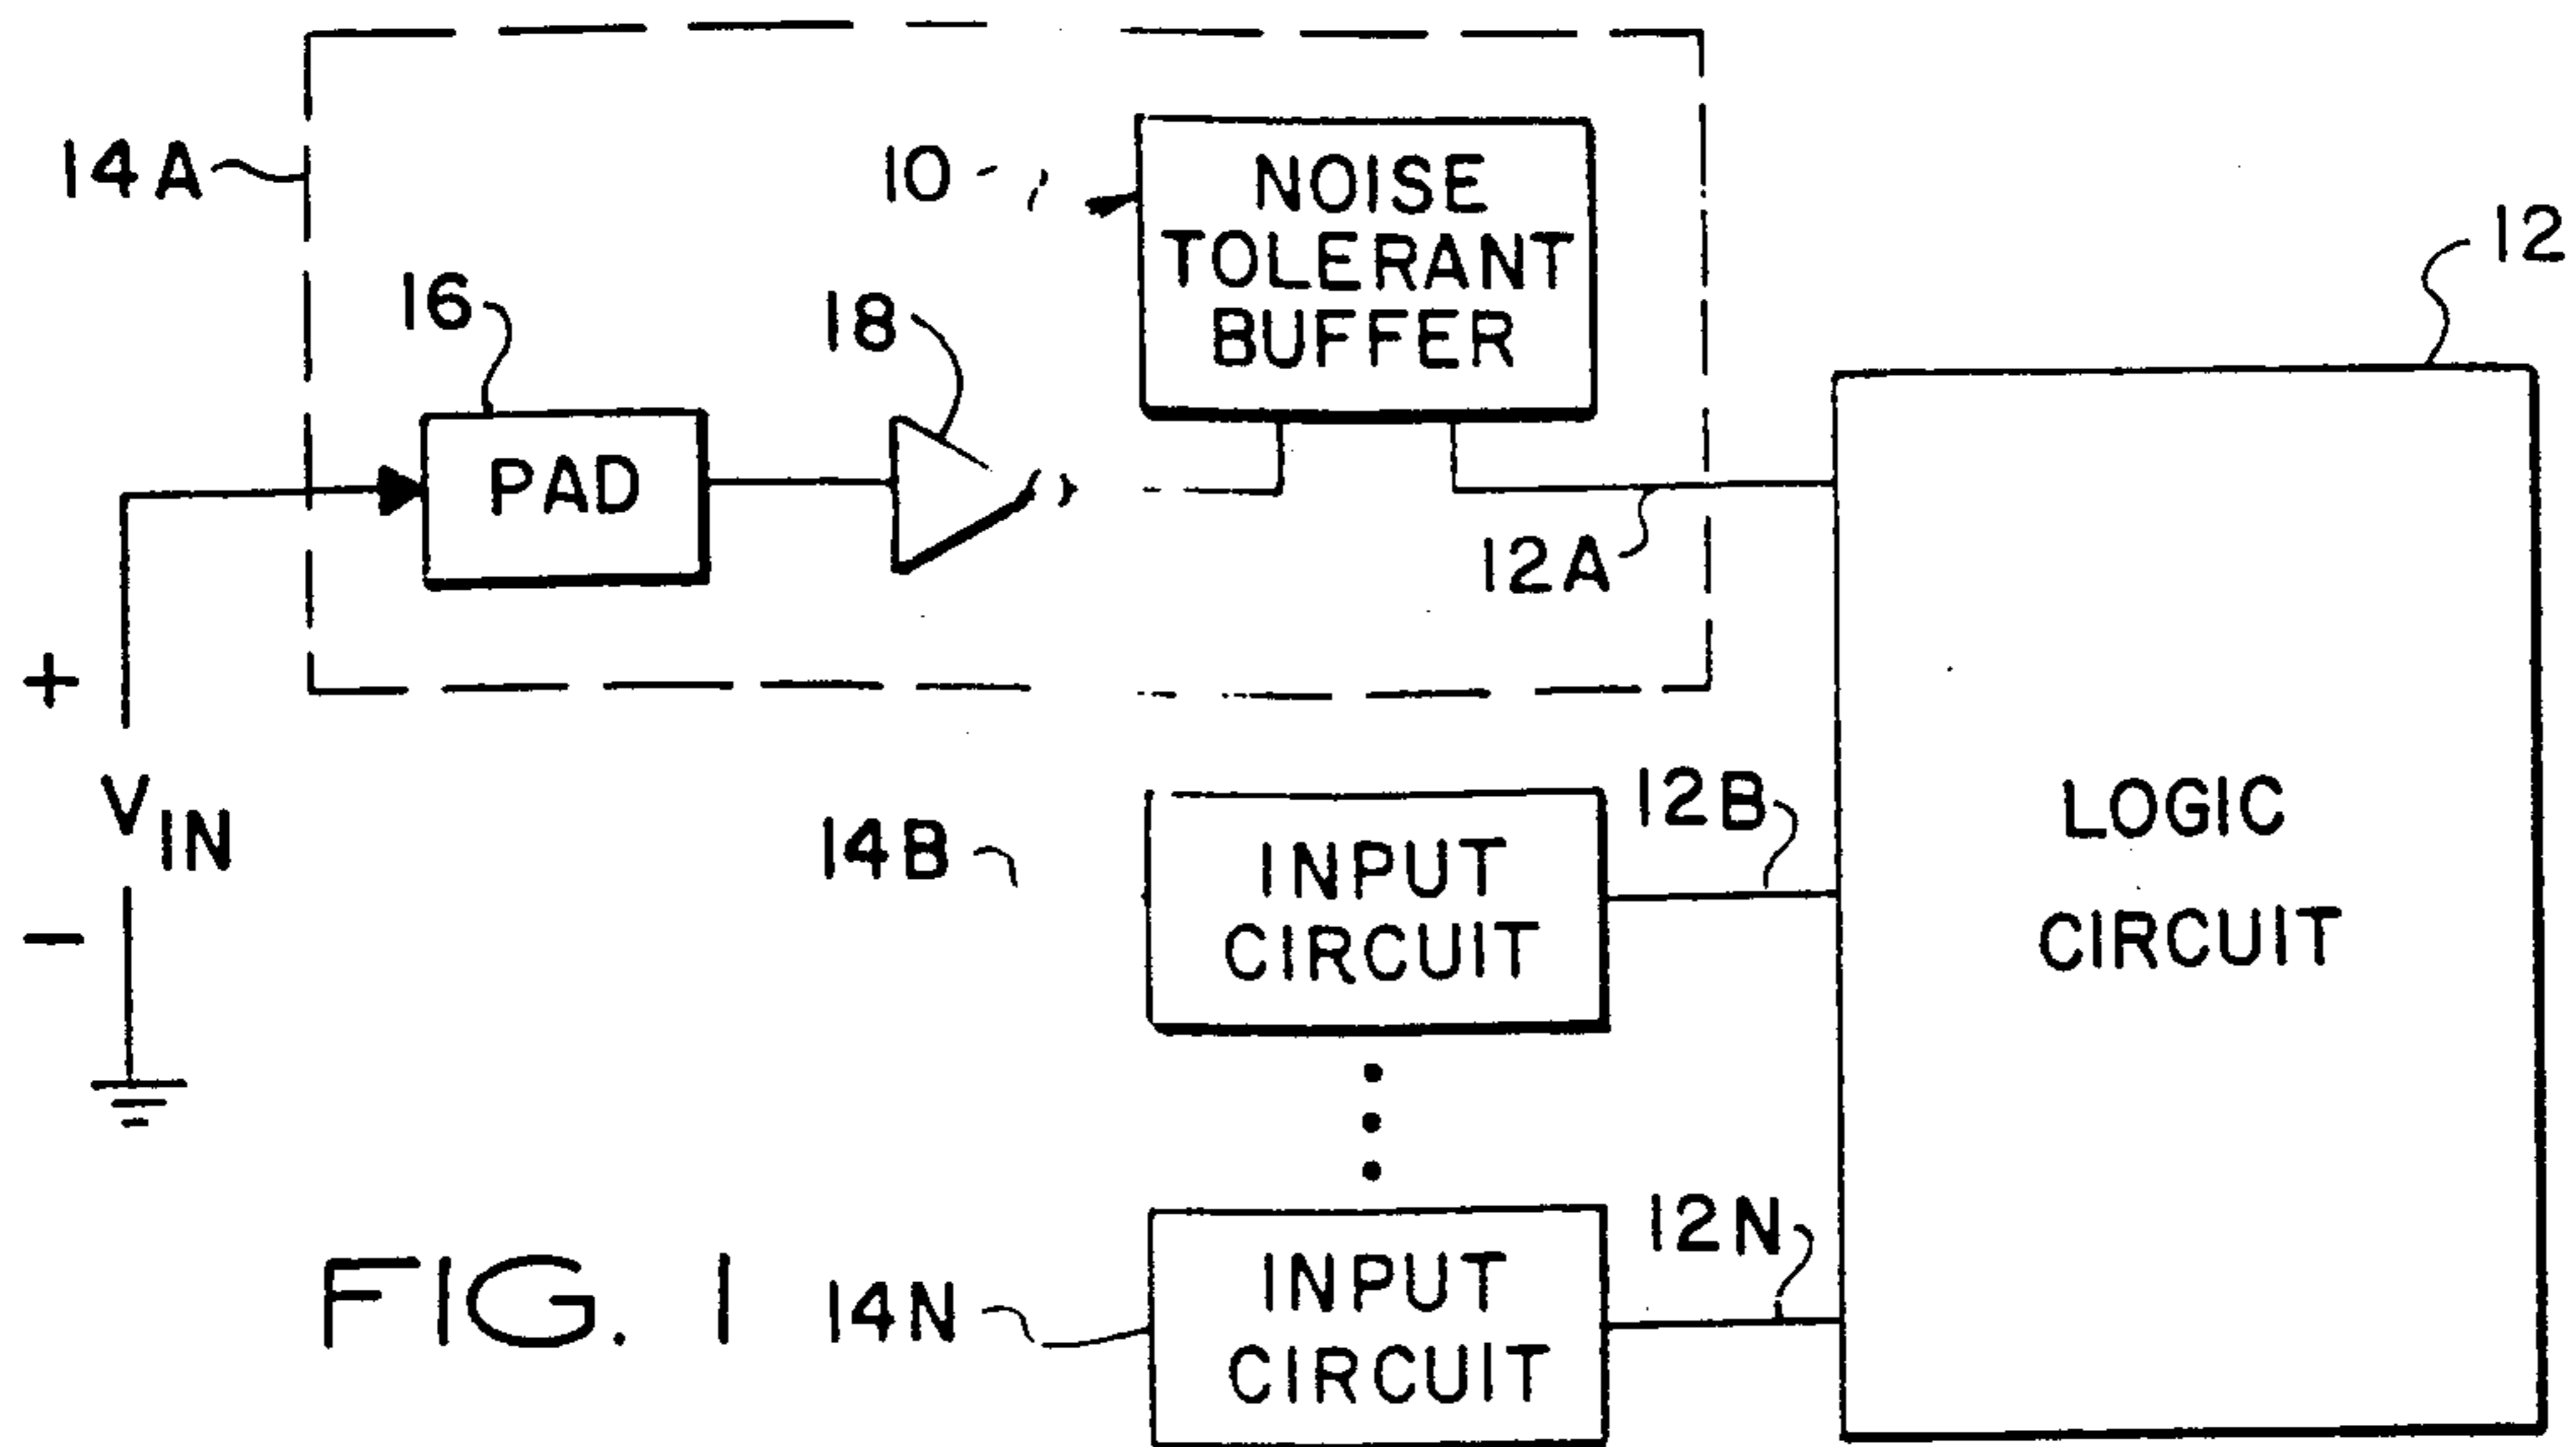 14A
10
NOISE
TOLERANT
BUFFER
12
16
18
PAD
12A
+
VIN
−
14B
INPUT
CIRCUIT
12B
LOGIC
CIRCUIT
14N
INPUT
CIRCUIT
12N
FIG. 1